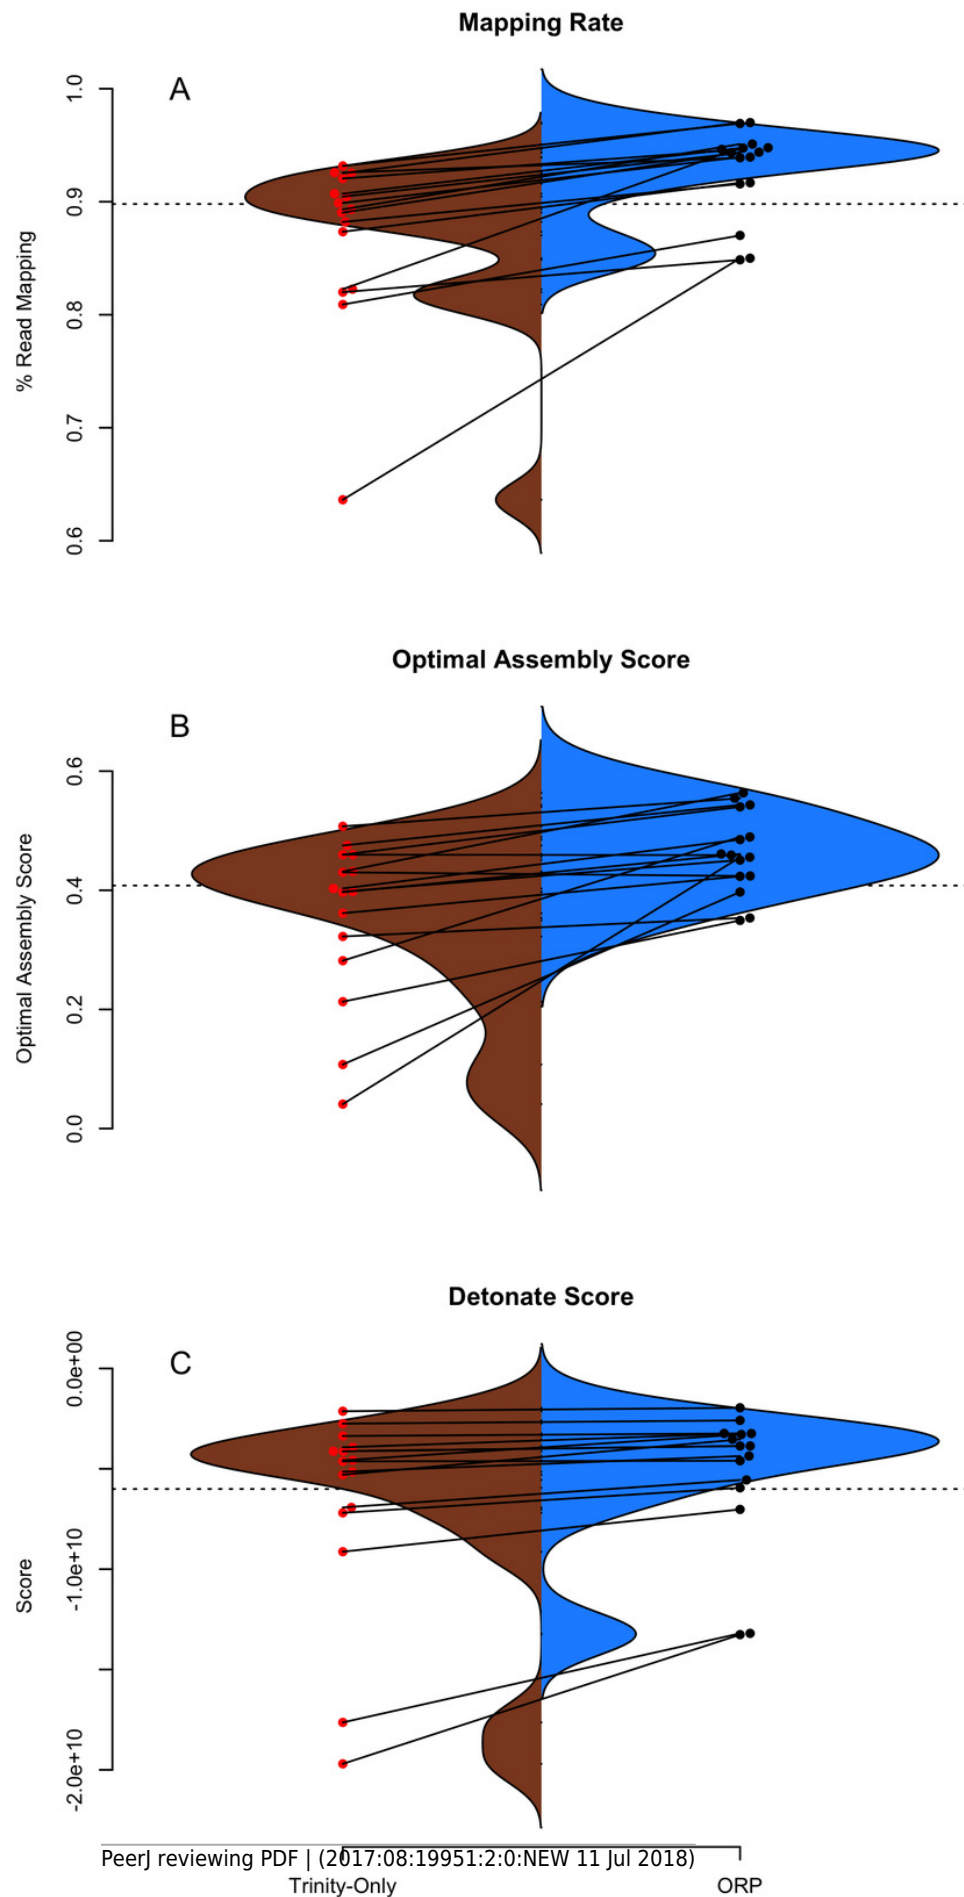 Mapping Rate
A
1.0
0.9
0.8
0.7
0.6
% Read Mapping
Optimal Assembly Score
B
0.6
0.4
0.2
0.0
Optimal Assembly Score
Detonate Score
C
0.0e+00
-1.0e+10
-2.0e+10
Score
PeerJ reviewing PDF | (2017:08:19951:2:0:NEW 11 Jul 2018)
Trinity-Only
ORP